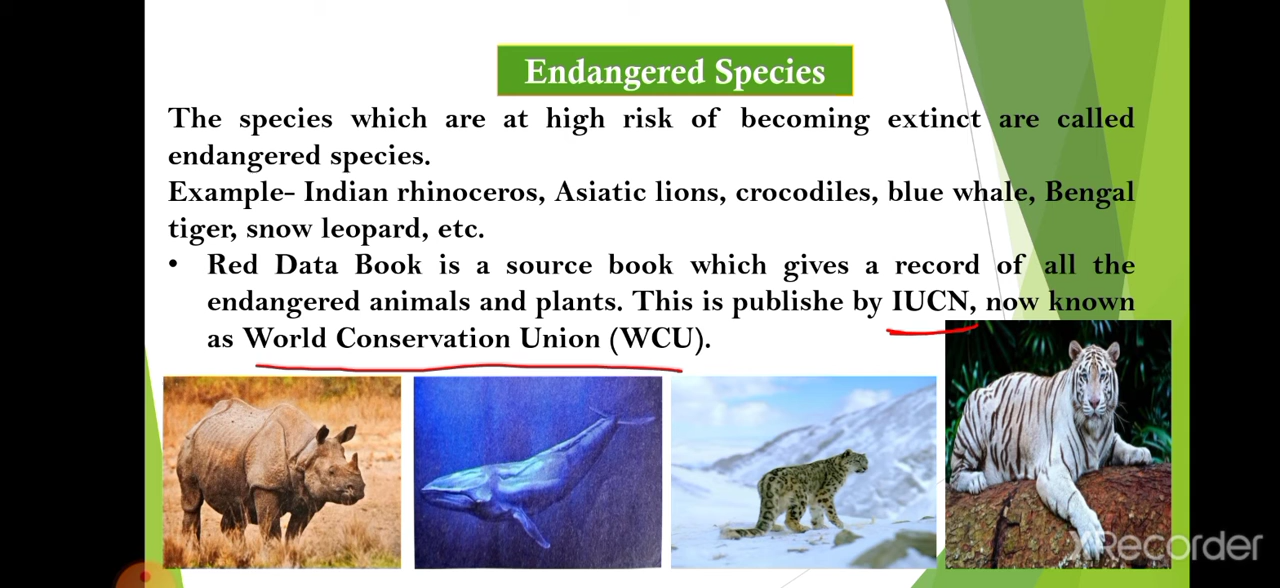 Endangered Species
The species which are at high risk of becoming extinct are called
endangered species.
Example- Indian rhinoceros, Asiatic lions, crocodiles, blue whale, Bengal
tiger, snow leopard, etc.
• Red Data Book is a source book which gives a record of all the
endangered animals and plants. This is publishe by IUCN, now known
as World Conservation Union (WCU).
XRecorder